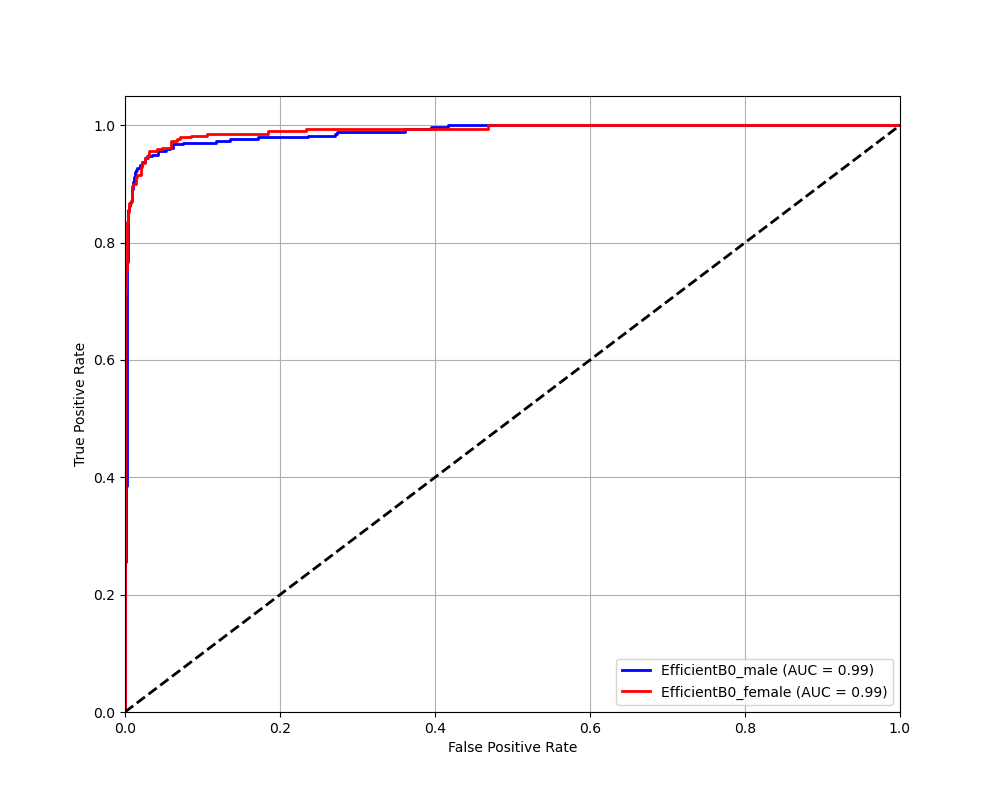 1.0
0.8
True Positive Rate
0.6
0.4
0.2
0.0
EfficientB0_male (AUC = 0.99)
EfficientB0_female (AUC = 0.99)
0.0 0.2 0.4 0.6 0.8 1.0
False Positive Rate